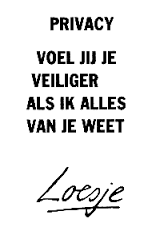 PRIVACY
VOEL JIJ JE
VEILIGER
ALS IK ALLES
VAN JE WEET
Loesje